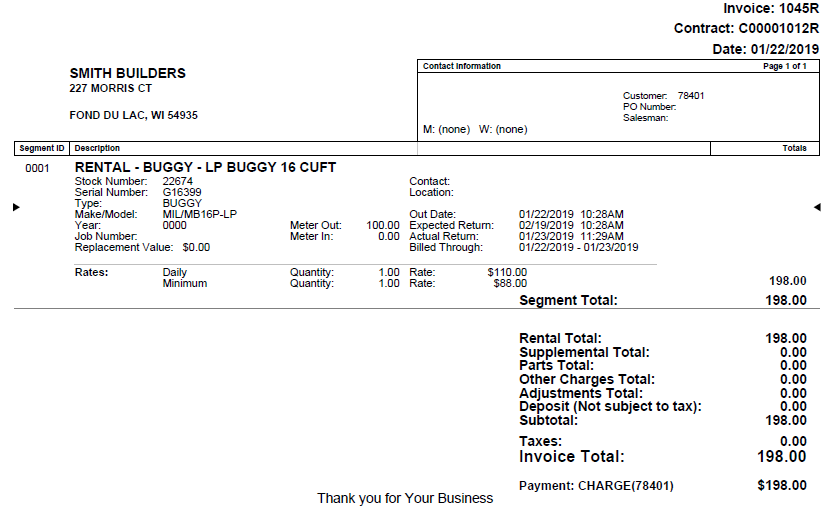 Invoice: 1045R
Contract: C00001012R
Date: 01/22/2019
Contact Information Page 1 of 1
SMITH BUILDERS
227 MORRIS CT
FOND DU LAC, WI 54935
Customer: 78401
PO Number:
Salesman:
M: (none) W: (none)
Segment ID Description Totals
0001 RENTAL - BUGGY - LP BUGGY 16 CUFT
Stock Number: 22674 Contact:
Serial Number: G16399 Location:
Type: BUGGY
Make/Model: MIL/MB16P-LP Out Date: 01/22/2019 10:28AM
Year: 0000 Meter Out: 100.00 Expected Return: 02/19/2019 10:28AM
Job Number: Meter In: 0.00 Actual Return: 01/23/2019 11:29AM
Replacement Value: $0.00 Billed Through: 01/22/2019 - 01/23/2019
Rates: Daily Quantity: 1.00 Rate: $110.00
Minimum Quantity: 1.00 Rate: $88.00 198.00
Segment Total: 198.00
Rental Total: 198.00
Supplemental Total: 0.00
Parts Total: 0.00
Other Charges Total: 0.00
Adjustments Total: 0.00
Deposit (Not subject to tax): 0.00
Subtotal: 198.00
Taxes: 0.00
Invoice Total: 198.00
Payment: CHARGE(78401) $198.00
Thank you for Your Business